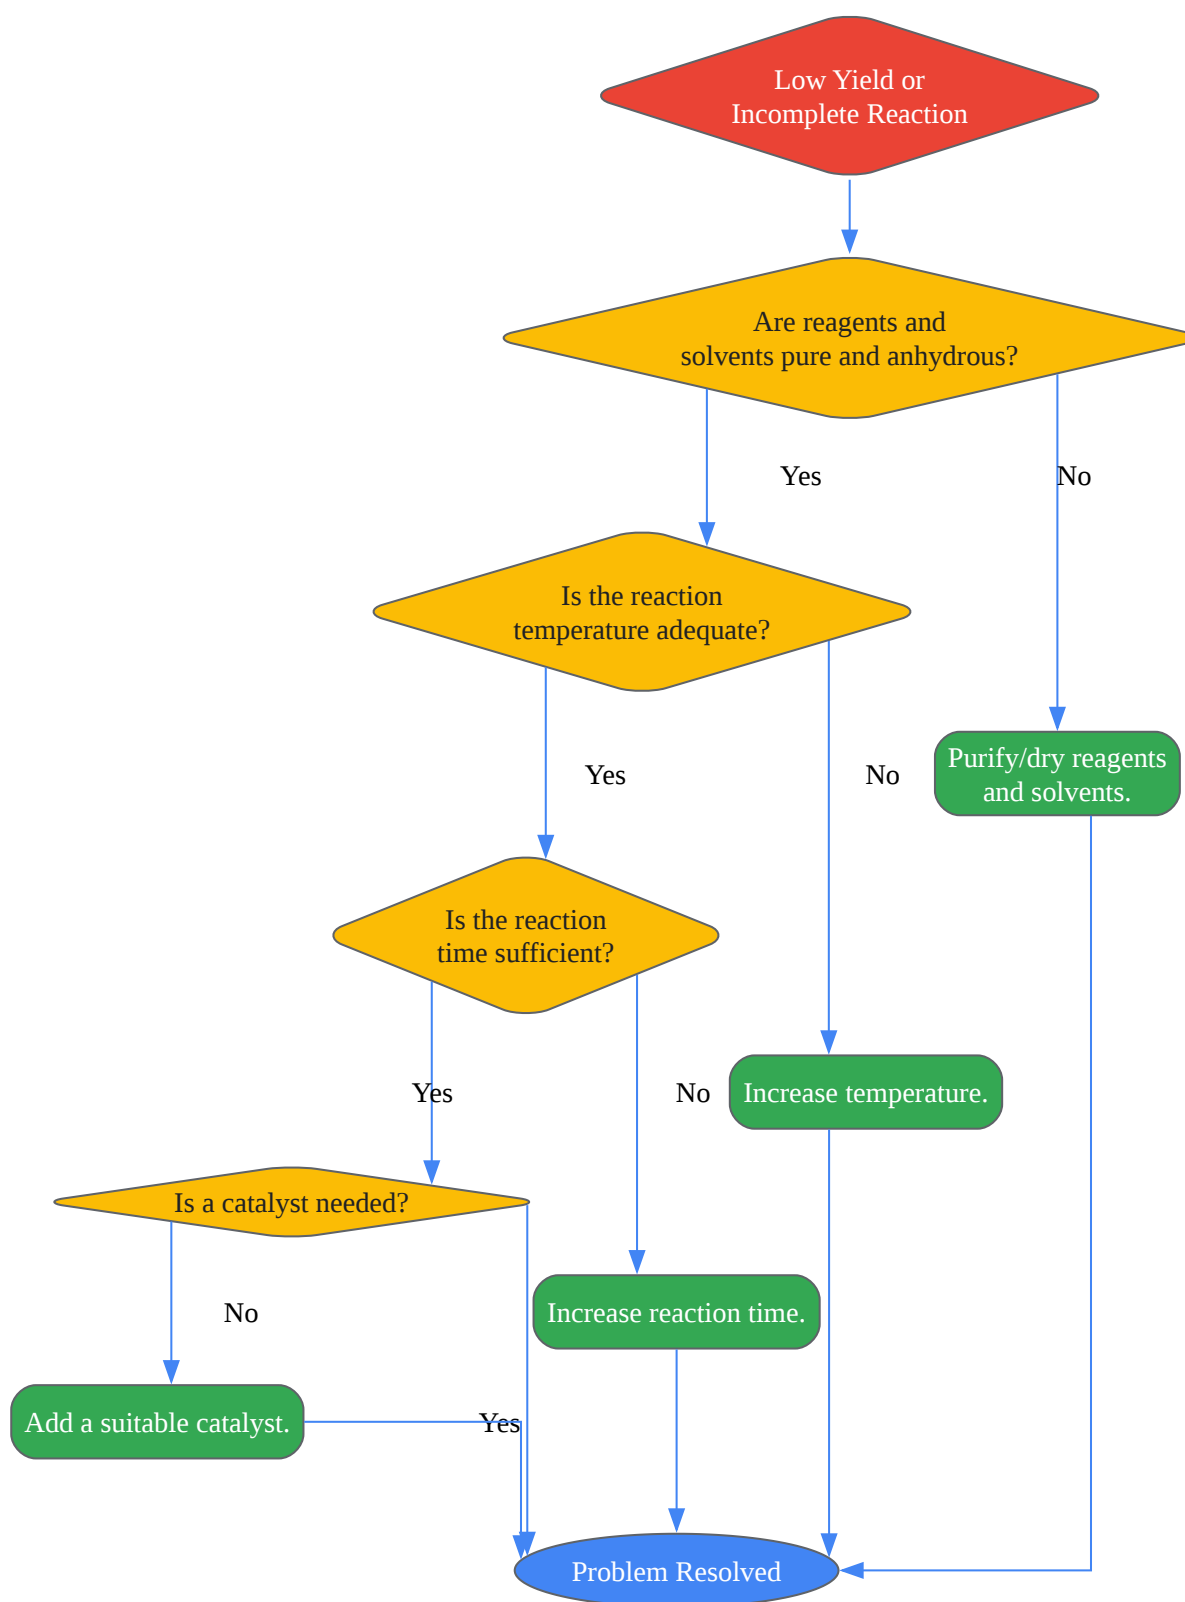 Low Yield or
Incomplete Reaction
Are reagents and
solvents pure and anhydrous?
Yes
No
Is the reaction
temperature adequate?
Purify/dry reagents
and solvents.
Yes
No
Is the reaction
time sufficient?
Yes
No
Increase temperature.
Is a catalyst needed?
No
Increase reaction time.
Add a suitable catalyst.
Yes
Problem Resolved